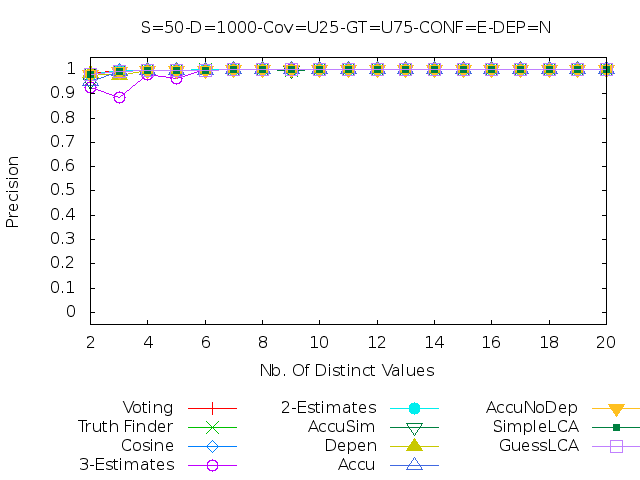 S=50-D=1000-Cov=U25-GT=U75-CONF=E-DEP=N
1
0.9
0.8
0.7
0.6
0.5
0.4
0.3
0.2
0.1
0
Precision
2 4 6 8 10 12 14 16 18 20
Nb. Of Distinct Values
Voting 2-Estimates AccuNoDep
Truth Finder AccuSim SimpleLCA
Cosine Depen GuessLCA
3-Estimates Accu